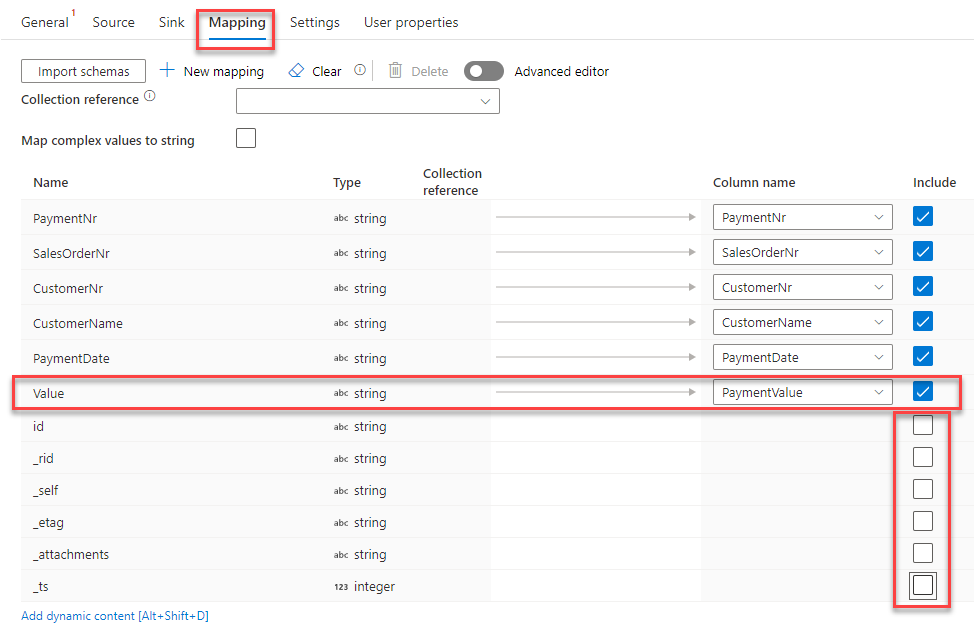 General 1 Source Sink Mapping Settings User properties
Import schemas New mapping Clear Delete Advanced editor
Collection reference
Map complex values to string
Name Type Collection reference Column name Include
PaymentNr abc string PaymentNr
SalesOrderNr abc string SalesOrderNr
CustomerNr abc string CustomerNr
CustomerName abc string CustomerName
PaymentDate abc string PaymentDate
Value abc string PaymentValue
id abc string
_rid abc string
_self abc string
_etag abc string
_attachments abc string
_ts 123 integer
Add dynamic content [Alt+Shift+D]